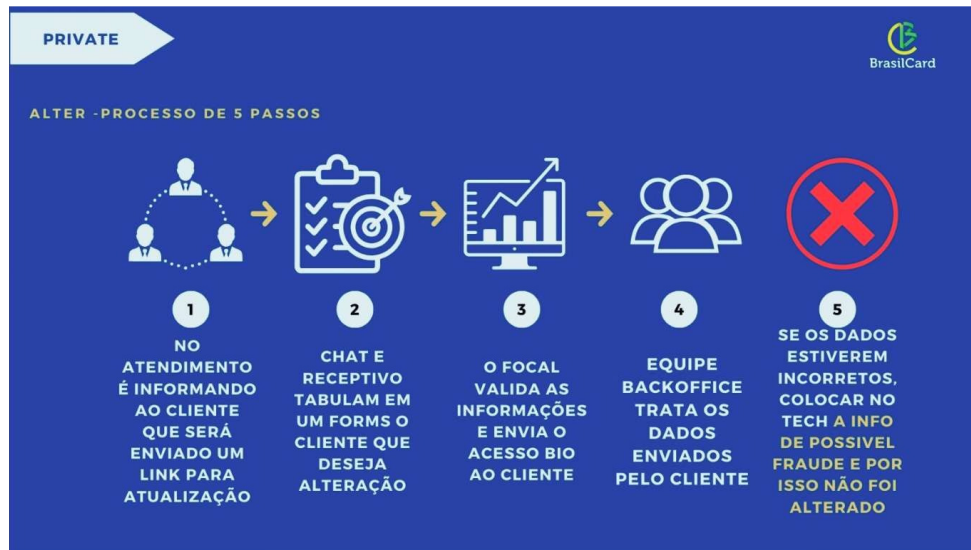 PRIVATE
BrasilCard
ALTER -PROCESSO DE 5 PASSOS
1
NO
ATENDIMENTO
É INFORMANDO
AO CLIENTE
QUE SERÁ
ENVIADO UM
LINK PARA
ATUALIZAÇÃO
2
CHAT E
RECEPTIVO
TABULAM EM
UM FORMS O
CLIENTE QUE
DESEJA
ALTERAÇÃO
3
O FOCAL
VALIDA AS
INFORMAÇÕES
E ENVIA O
ACESSO BIO
AO CLIENTE
4
EQUIPE
BACKOFFICE
TRATA OS
DADOS
ENVIADOS
PELO CLIENTE
5
SE OS DADOS
ESTIVEREM
INCORRETOS,
COLOCAR NO
TECH A INFO
DE POSSIVEL
FRAUDE E POR
ISSO NÃO FOI
ALTERADO